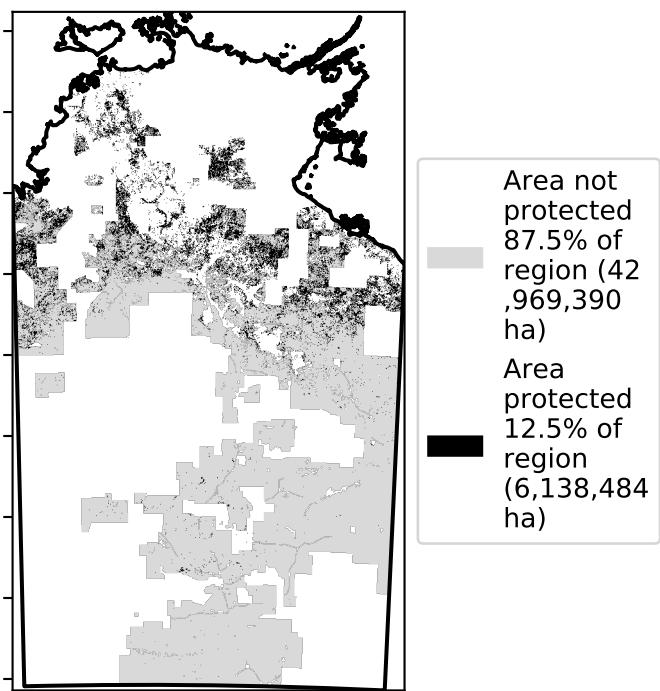 Area not
protected
87.5% of
region (42
,969,390
ha)
Area
protected
12.5% of
region
(6,138,484
ha)